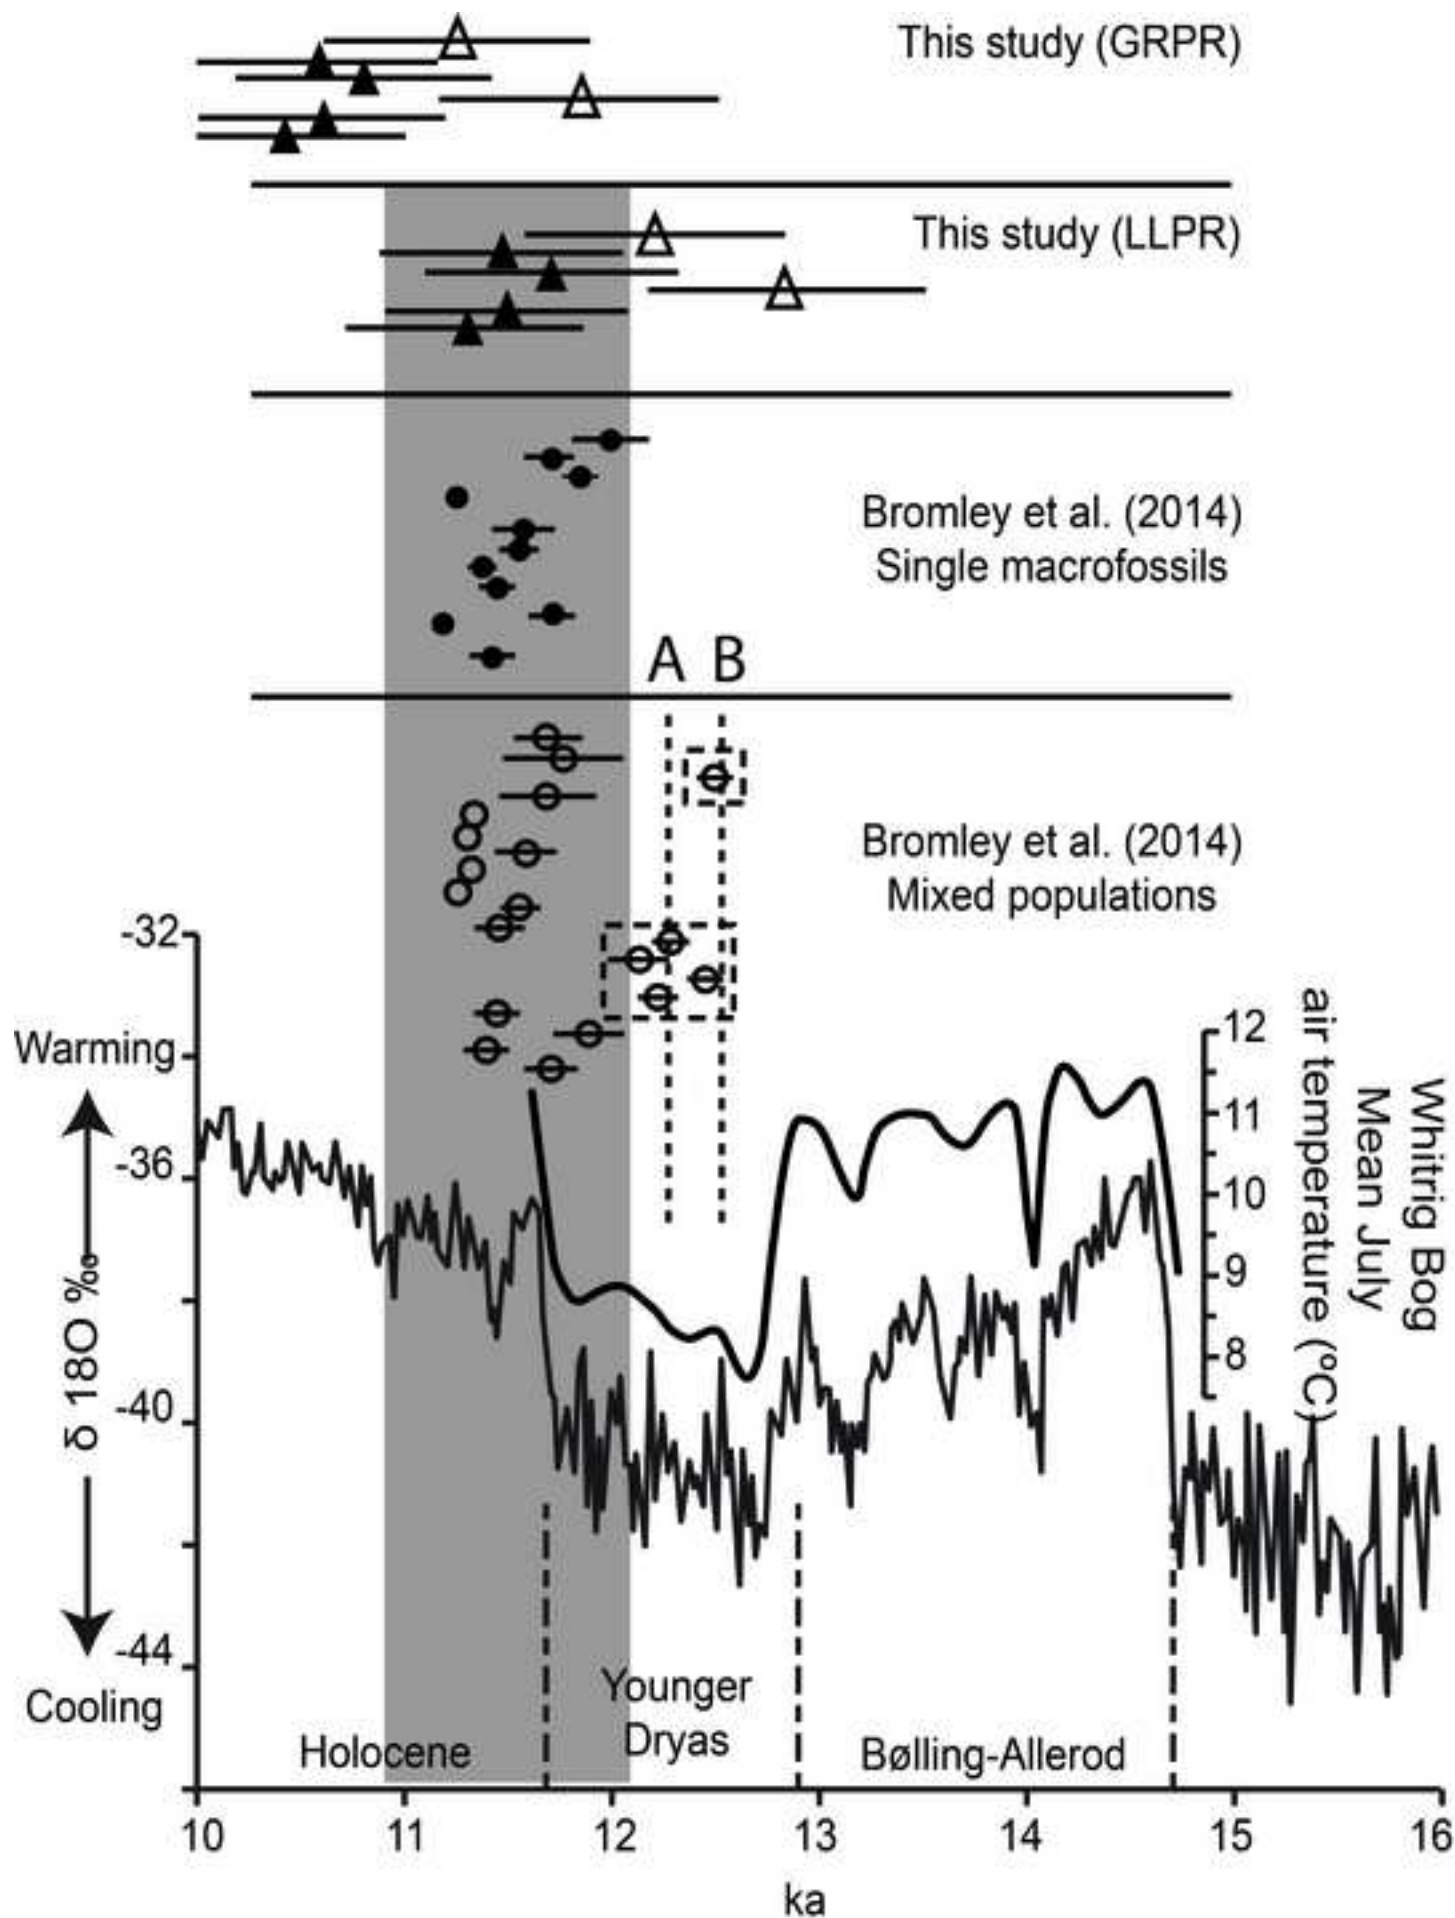 This study (GRPR)
This study (LLPR)
Bromley et al. (2014)
Single macrofossils
A B
Bromley et al. (2014)
Mixed populations
-32
Warming
-36
-40
-44
Cooling
δ 18O ‰
12
11
10
9
8
air temperature (ºC)
Mean July
Whitrig Bog
Holocene
Younger
Dryas
Bølling-Allerod
10 11 12 13 14 15 16
ka